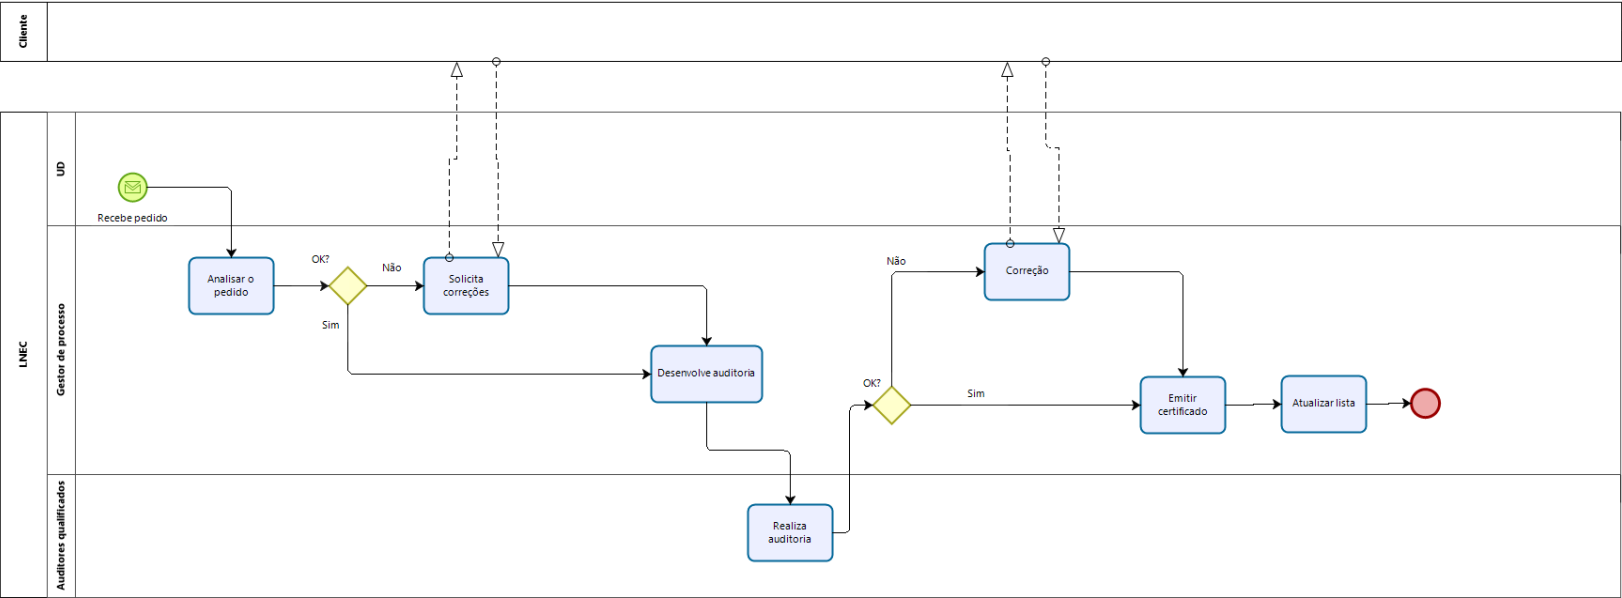 Cliente
LNEC
UD
Recebe pedido
Gestor de processo
Analisar o
pedido
OK?
Não
Sim
Solicita
correções
Desenvolve auditoria
OK?
Não
Sim
Correção
Emitir
certificado
Atualizar lista
Auditores qualificados
Realiza
auditoria